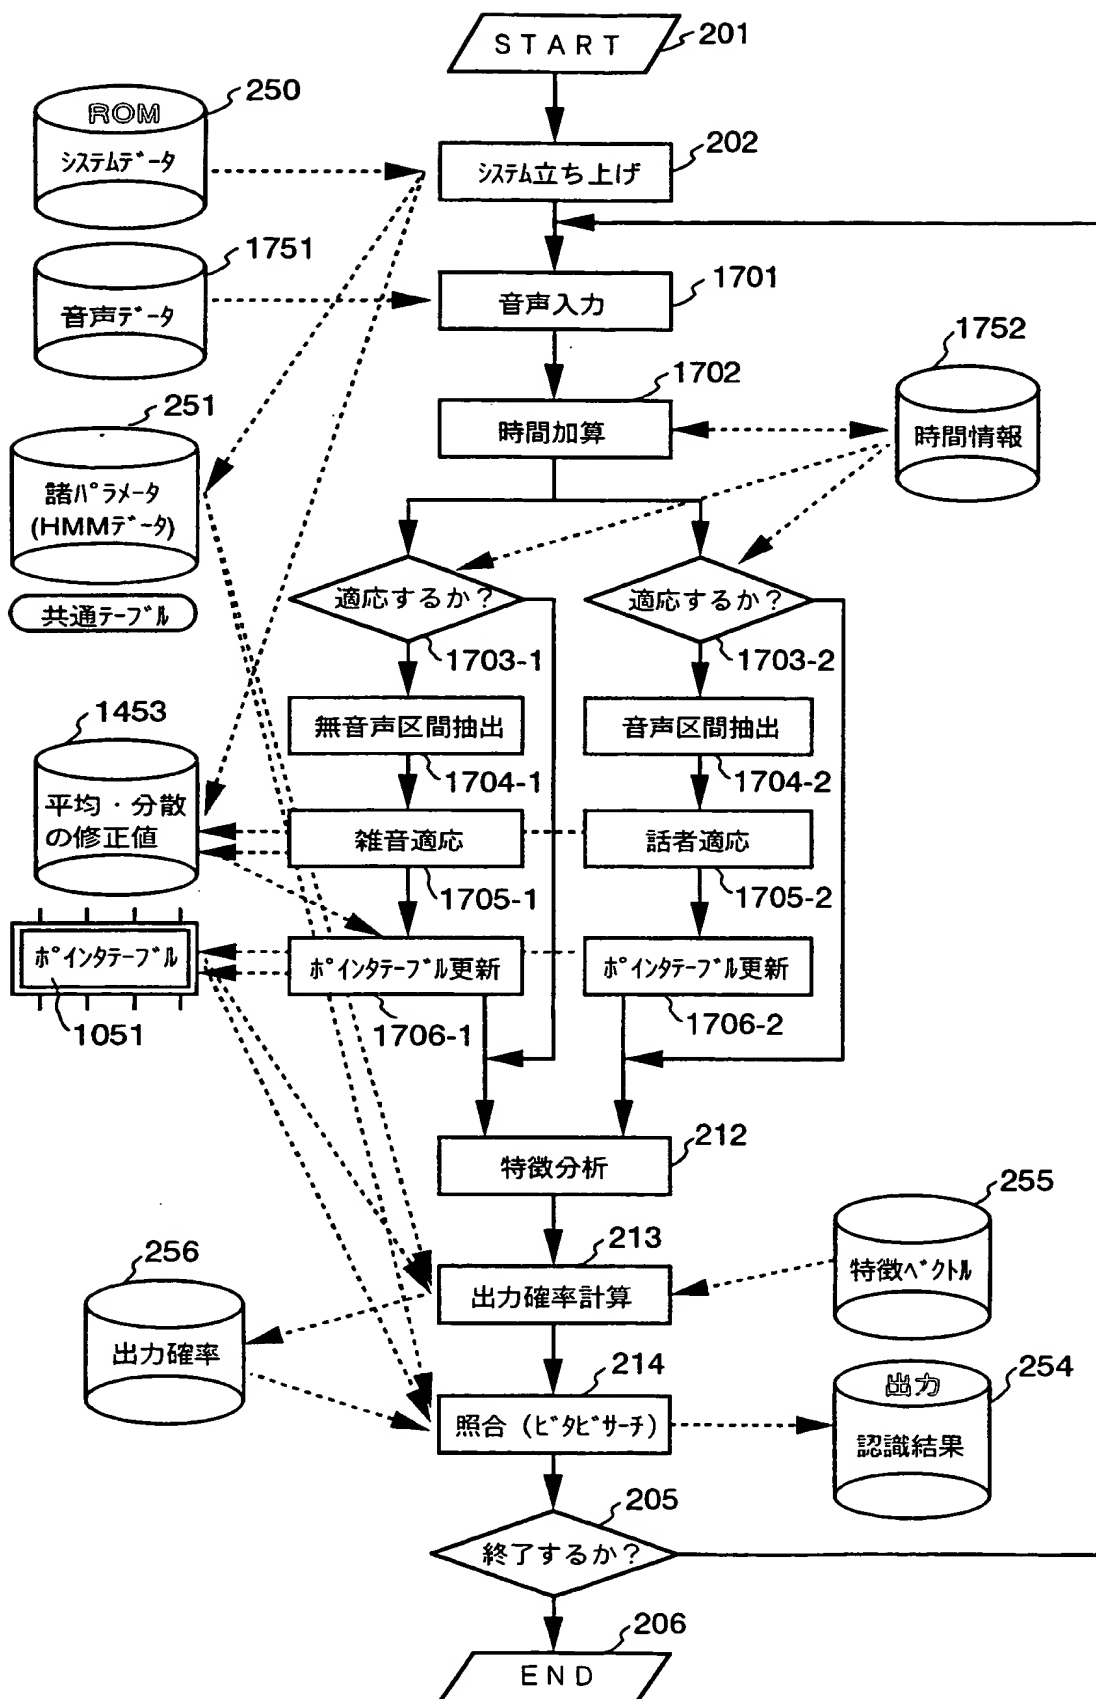 START
201
ROM
システムデータ
250
システム立ち上げ
202
音声データ
1751
音声入力
1701
時間加算
1702
時間情報
1752
諸パラメータ
(HMMデータ)
251
共通テーブル
適応するか?
1703-1
適応するか?
1703-2
無音声区間抽出
1704-1
音声区間抽出
1704-2
平均・分散
の修正値
1453
雑音適応
1705-1
話者適応
1705-2
ポインタテーブル
1051
ポインタテーブル更新
1706-1
ポインタテーブル更新
1706-2
特徴分析
212
特徴ベクトル
255
出力確率計算
213
出力確率
256
照合(ビタビサーチ)
214
出力
認識結果
254
終了するか?
205
END
206